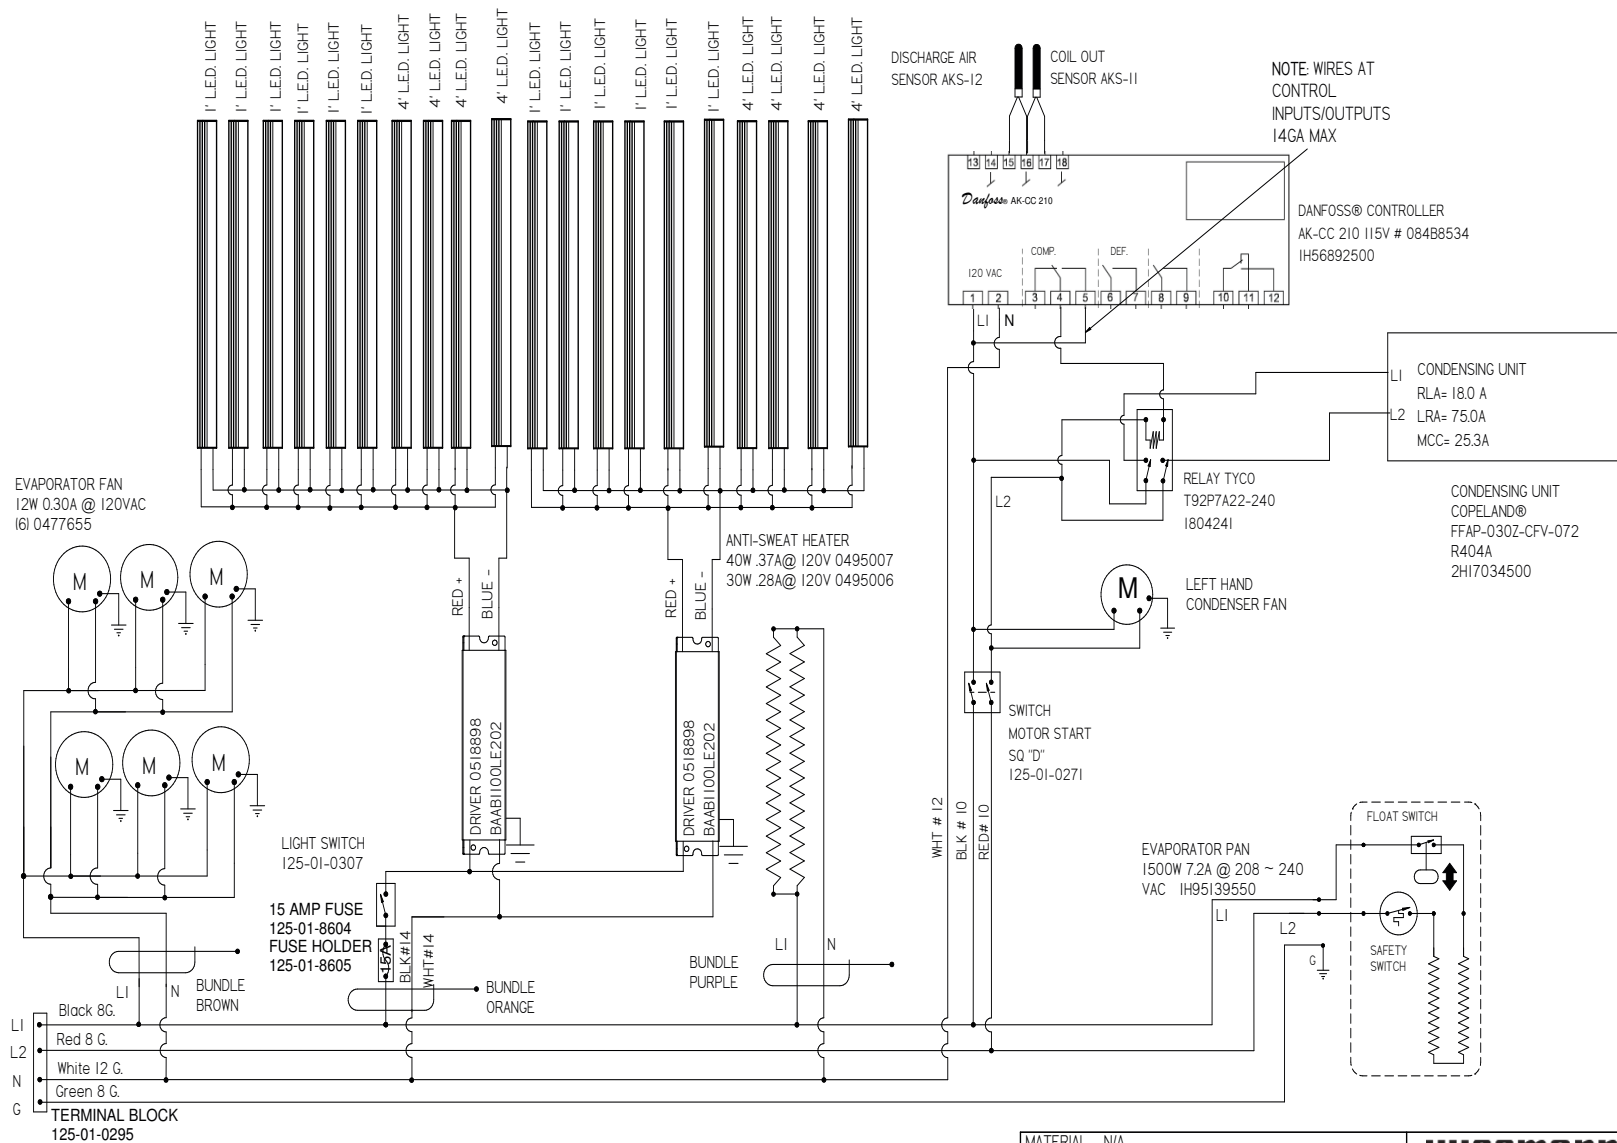 1' L.E.D. LIGHT
1' L.E.D. LIGHT
1' L.E.D. LIGHT
1' L.E.D. LIGHT
1' L.E.D. LIGHT
1' L.E.D. LIGHT
4' L.E.D. LIGHT
4' L.E.D. LIGHT
4' L.E.D. LIGHT
4' L.E.D. LIGHT
1' L.E.D. LIGHT
1' L.E.D. LIGHT
1' L.E.D. LIGHT
1' L.E.D. LIGHT
1' L.E.D. LIGHT
1' L.E.D. LIGHT
4' L.E.D. LIGHT
4' L.E.D. LIGHT
4' L.E.D. LIGHT
4' L.E.D. LIGHT
DISCHARGE AIR
SENSOR AKS-12
COIL OUT
SENSOR AKS-11
NOTE: WIRES AT
CONTROL
INPUTS/OUTPUTS
14GA MAX
13 14 15 16 17 18
Danfoss® AK-CC 210
COMP.
DEF.
120 VAC
1 2 3 4 5 6 7 8 9 10 11 12
L1 N
DANFOSS® CONTROLLER
AK-CC 210 115V # 084B8534
1H56892500
L1
L2
CONDENSING UNIT
RLA= 18.0 A
LRA= 75.0A
MCC= 25.3A
RELAY TYCO
T92P7A22-240
1804241
L2
CONDENSING UNIT
COPELAND®
FFAP-030Z-CFV-072
R404A
2H17034500
EVAPORATOR FAN
12W 0.30A @ 120VAC
(6) 0477655
M
M
M
M
M
M
ANTI-SWEAT HEATER
40W .37A@ 120V 0495007
30W .28A@ 120V 0495006
RED +
BLUE -
RED +
BLUE -
DRIVER 0518898
BAAB1100LE202
DRIVER 0518898
BAAB1100LE202
M
LEFT HAND
CONDENSER FAN
SWITCH
MOTOR START
SQ "D"
125-01-0271
WHT # 12
BLK # 10
RED# 10
LIGHT SWITCH
125-01-0307
15 AMP FUSE
125-01-8604
FUSE HOLDER
125-01-8605
15A
BLK#14
WHT#14
EVAPORATOR PAN
1500W 7.2A @ 208 ~ 240
VAC 1H95139550
FLOAT SWITCH
SAFETY
SWITCH
L1
L2
G
L1
N
BUNDLE
BROWN
BUNDLE
ORANGE
L1
N
BUNDLE
PURPLE
L1
Black 8G.
L2
Red 8 G.
N
White 12 G.
G
Green 8 G.
TERMINAL BLOCK
125-01-0295
MATERIAL N/A